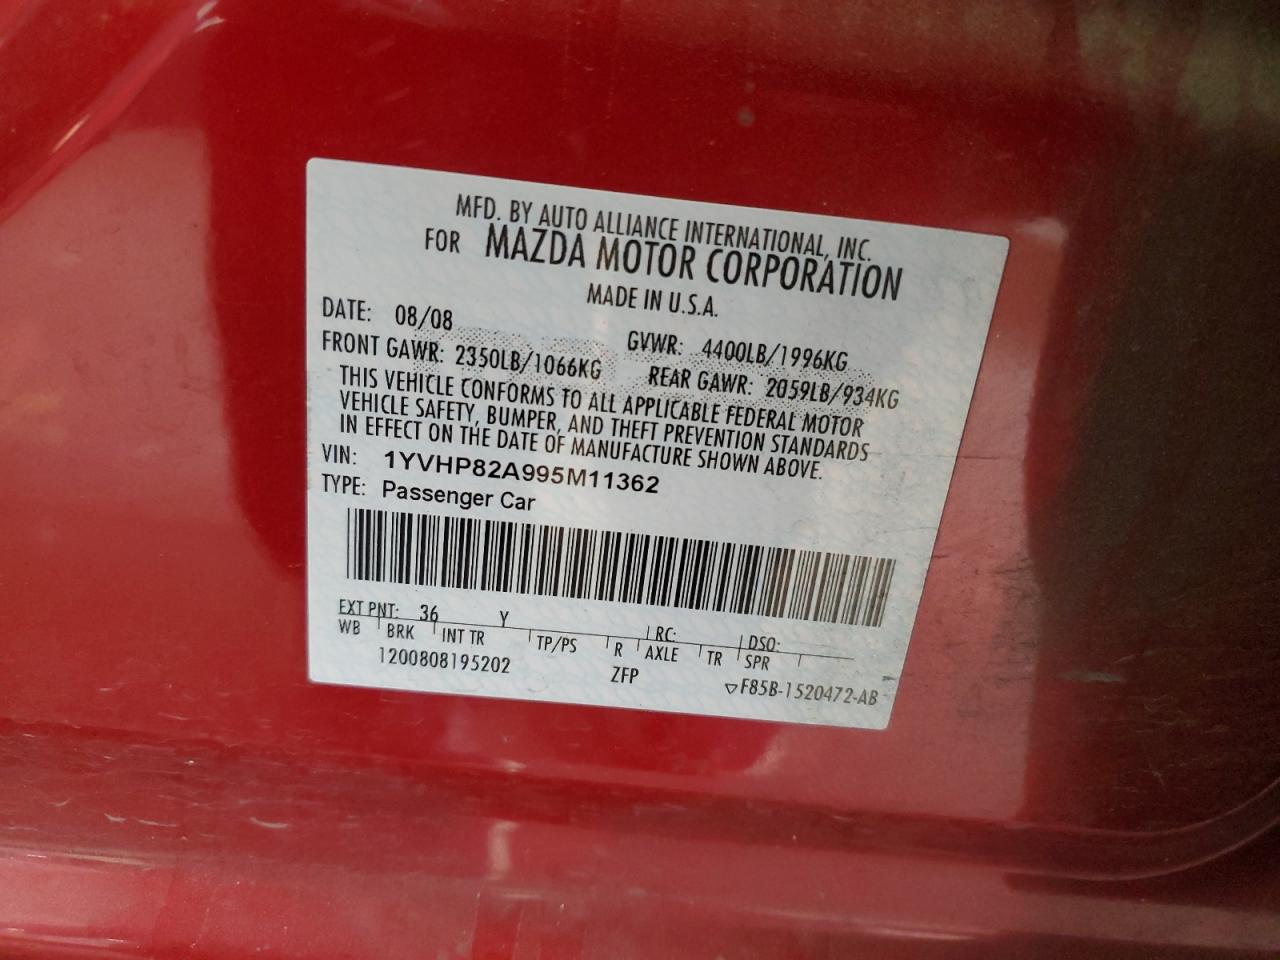 MFD. BY AUTO ALLIANCE INTERNATIONAL, INC.
FOR MAZDA MOTOR CORPORATION
MADE IN U.S.A.
DATE: 08/08 GVWR: 4400LB/1996KG
FRONT GAWR: 2350LB/1066KG REAR GAWR: 2059LB/934KG
THIS VEHICLE CONFORMS TO ALL APPLICABLE FEDERAL MOTOR
VEHICLE SAFETY, BUMPER, AND THEFT PREVENTION STANDARDS
IN EFFECT ON THE DATE OF MANUFACTURE SHOWN ABOVE.
VIN: 1YVHP82A995M11362
TYPE: Passenger Car
EXT PNT: 36 Y RC: DSO:
WB BRK INT TR TP/PS R AXLE TR SPR
1200808195202 ZFP F85B-1520472-AB